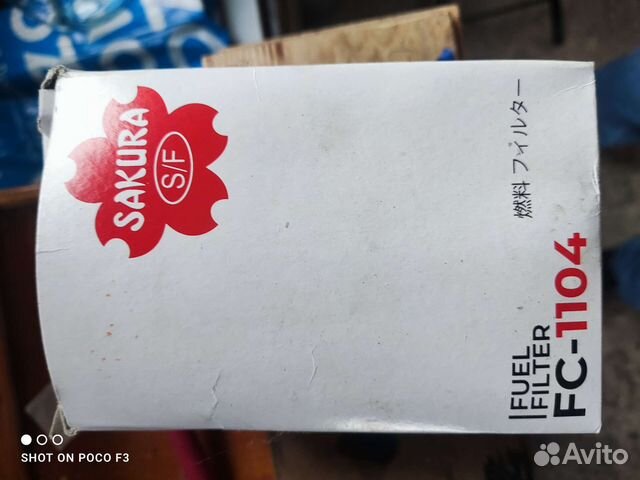 SAKURA
S/F
燃料 フィルター
FUEL
FILTER
FC-1104
SHOT ON POCO F3
Avito